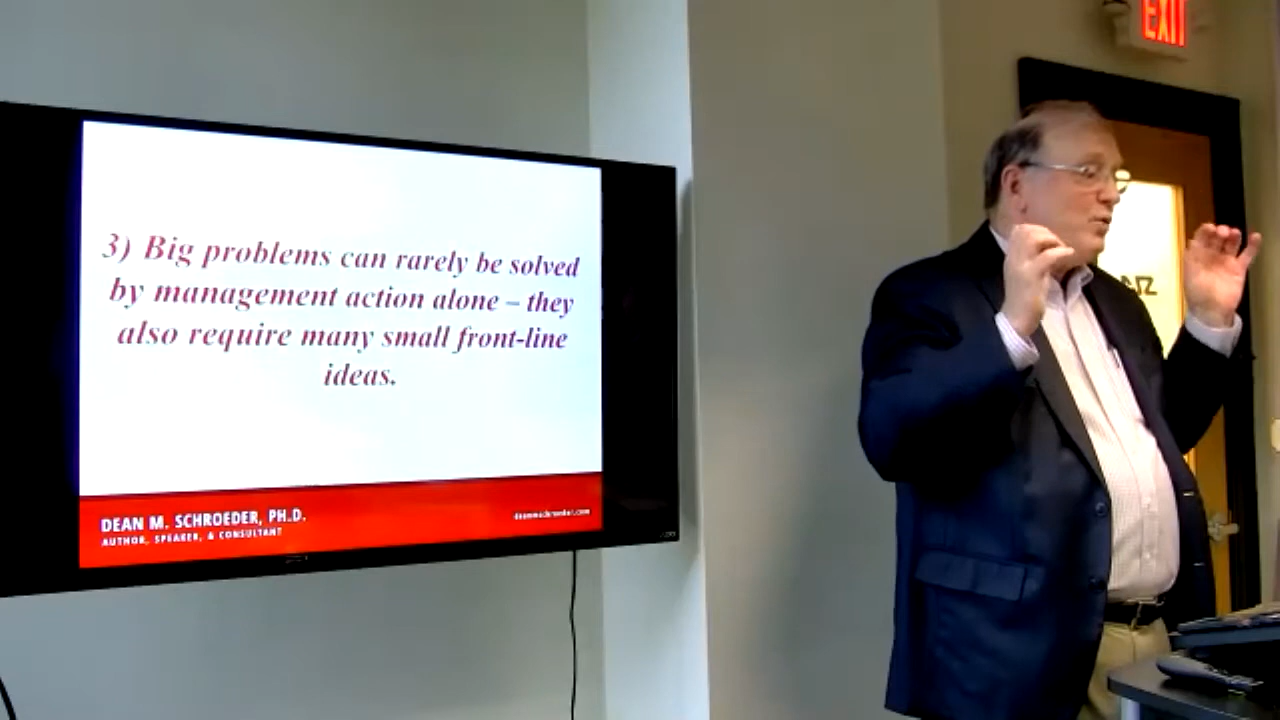 EXIT
3) Big problems can rarely be solved
by management action alone – they
also require many small front-line
ideas.
DEAN M. SCHROEDER, PH.D.
AUTHOR, SPEAKER, & CONSULTANT
deanmschroeder.com